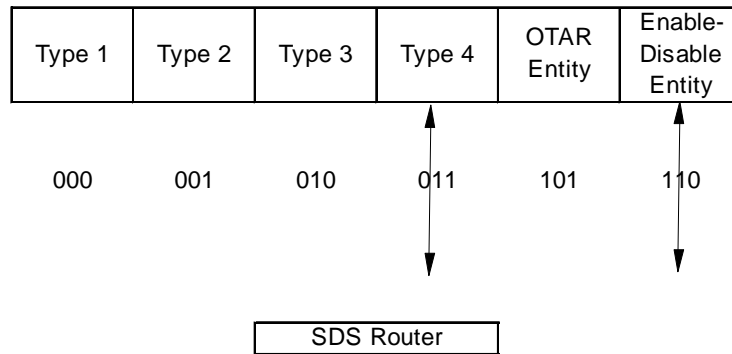 Type 1
Type 2
Type 3
Type 4
OTAR
Entity
Enable-
Disable
Entity
000
001
010
011
101
110
SDS Router